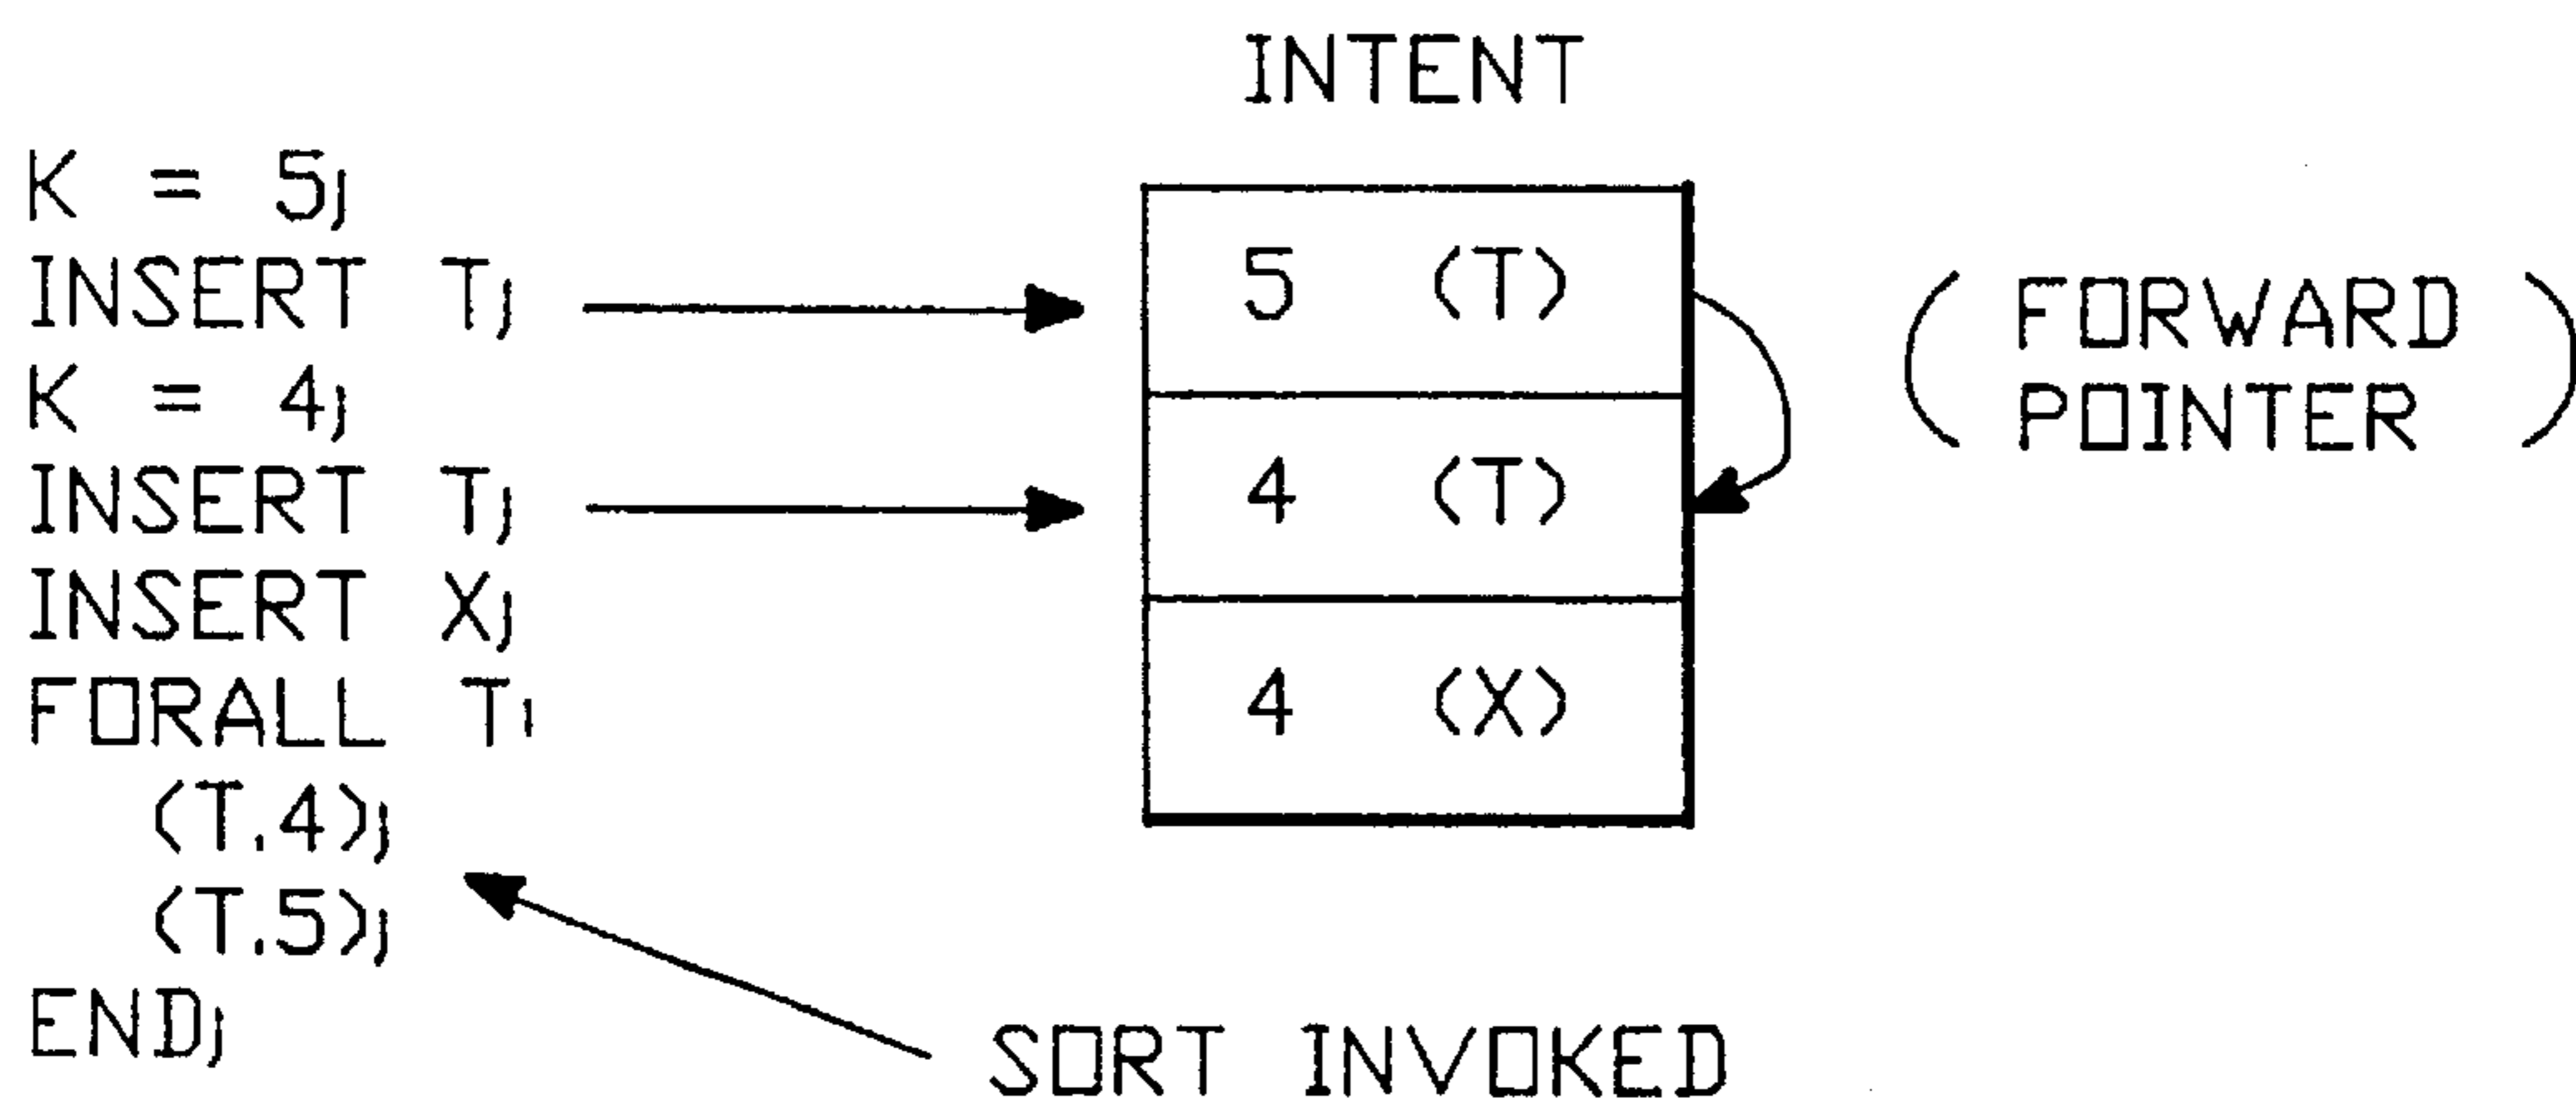 INTENT
K = 5;
INSERT T;
K = 4;
INSERT T;
INSERT X;
FORALL T:
(T.4);
(T.5);
END;
5 (T)
4 (T)
4 (X)
( FORWARD
POINTER )
SORT INVOKED